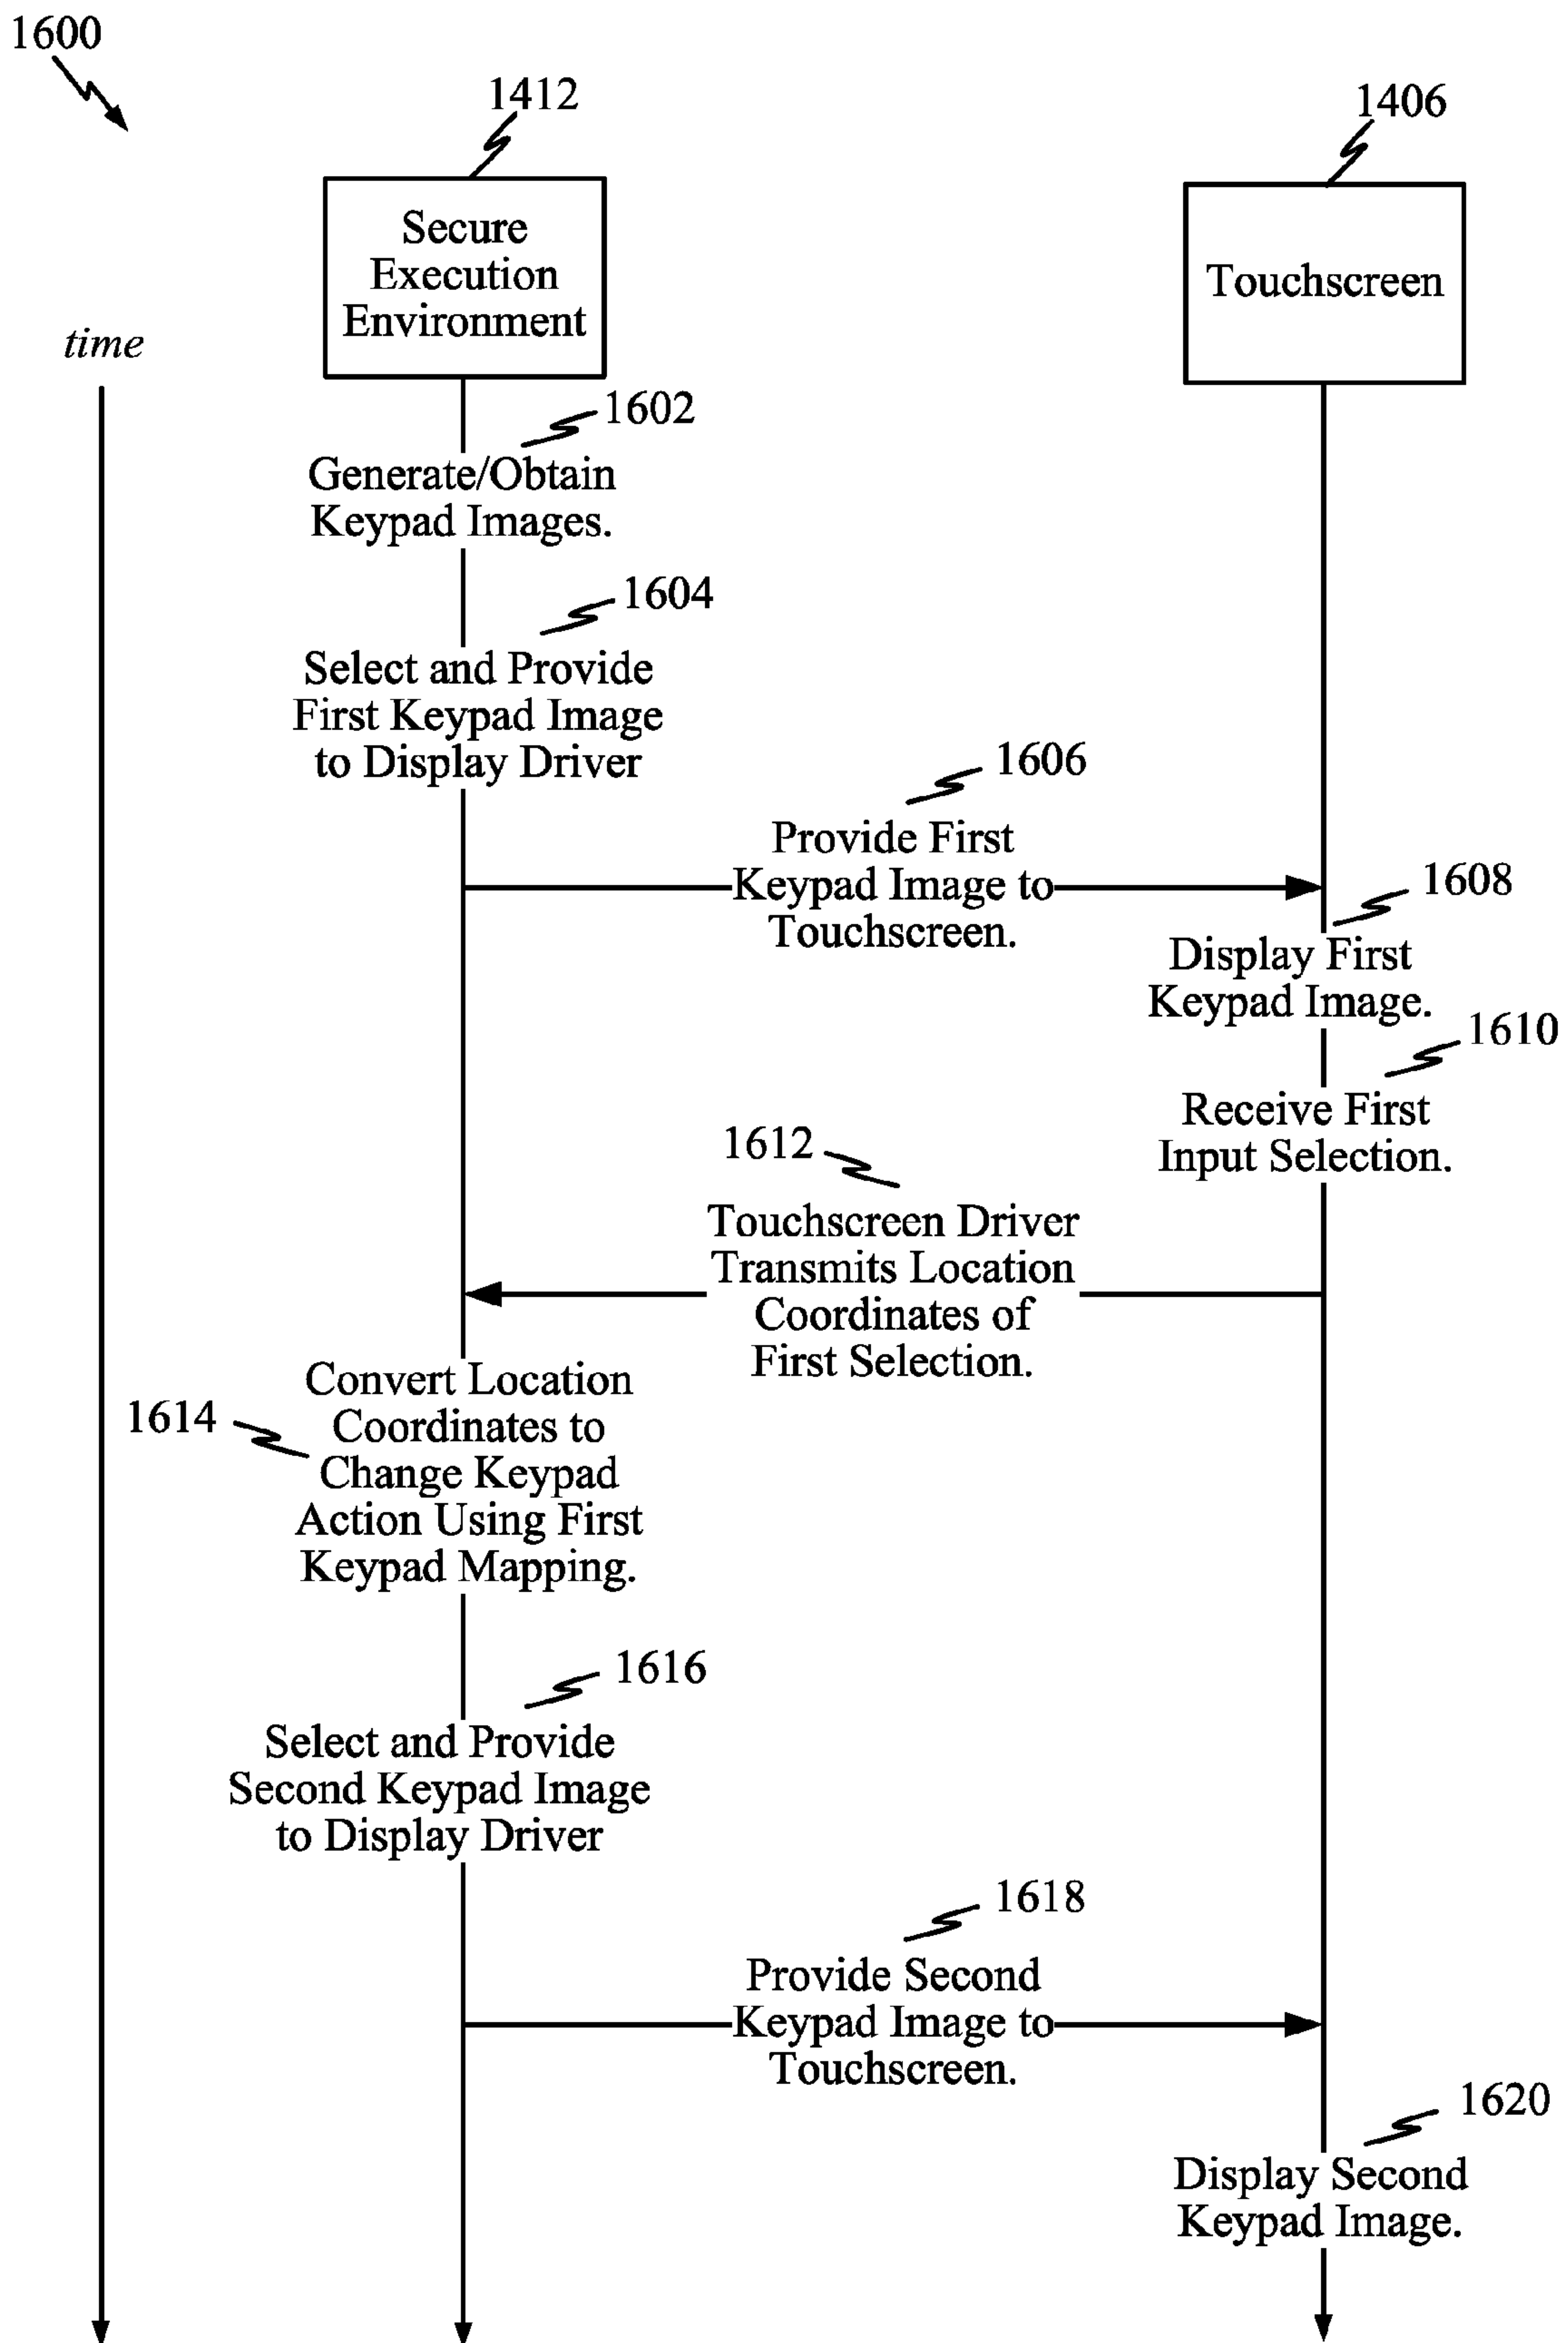 1600
1412
1406
Secure
Execution
Environment
Touchscreen
time
1602
Generate/Obtain
Keypad Images.
1604
Select and Provide
First Keypad Image
to Display Driver
1606
Provide First
Keypad Image to
Touchscreen.
1608
Display First
Keypad Image.
1610
Receive First
Input Selection.
1612
Touchscreen Driver
Transmits Location
Coordinates of
First Selection.
1614
Convert Location
Coordinates to
Change Keypad
Action Using First
Keypad Mapping.
1616
Select and Provide
Second Keypad Image
to Display Driver
1618
Provide Second
Keypad Image to
Touchscreen.
1620
Display Second
Keypad Image.